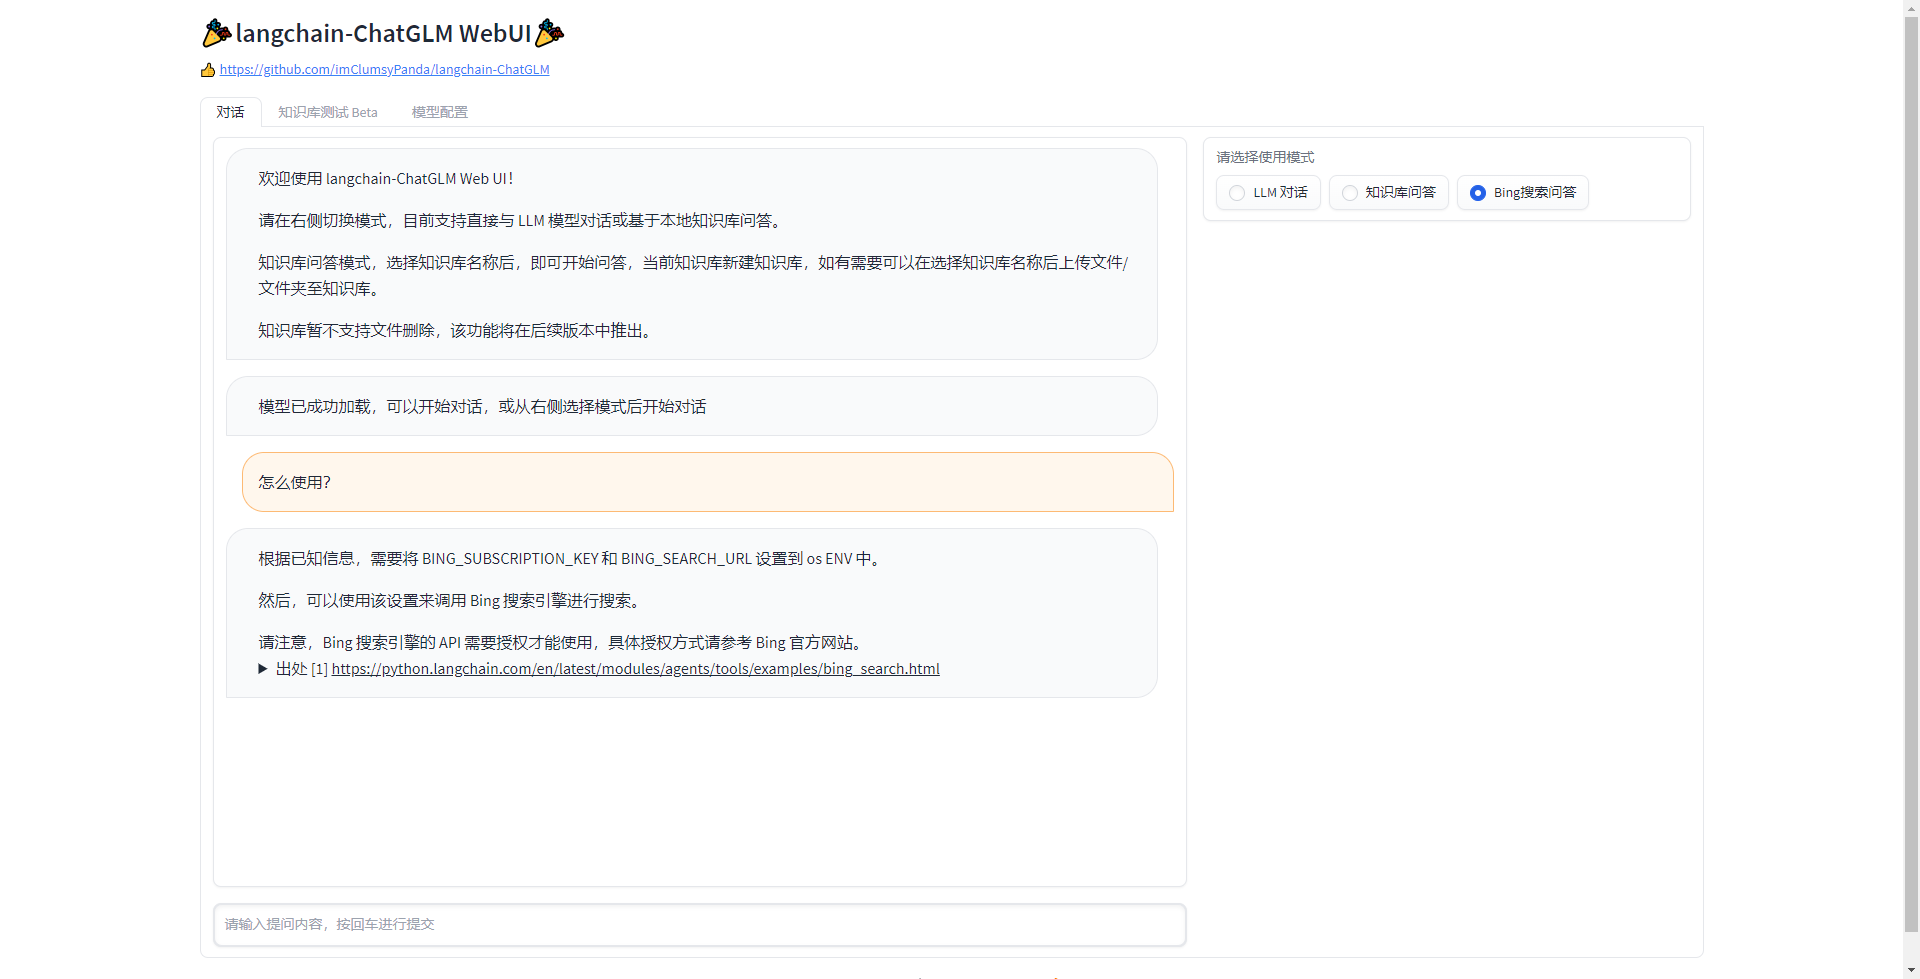 langchain-ChatGLM WebUI
https://github.com/imClumsyPanda/langchain-ChatGLM
对话 知识库测试 Beta 模型配置
欢迎使用 langchain-ChatGLM Web UI！
请在右侧切换模式，目前支持直接与 LLM 模型对话或基于本地知识库问答。
知识库问答模式，选择知识库名称后，即可开始问答，当前知识库新建知识库，如有需要可以在选择知识库名称后上传文件/
文件夹至知识库。
知识库暂不支持文件删除，该功能将在后续版本中推出。
模型已成功加载，可以开始对话，或从右侧选择模式后开始对话
怎么使用？
根据已知信息，需要将 BING_SUBSCRIPTION_KEY 和 BING_SEARCH_URL 设置到 os ENV 中。
然后，可以使用该设置来调用 Bing 搜索引擎进行搜索。
请注意，Bing 搜索引擎的 API 需要授权才能使用，具体授权方式请参考 Bing 官方网站。
出处 [1] https://python.langchain.com/en/latest/modules/agents/tools/examples/bing_search.html
请输入提问内容，按回车进行提交
请选择使用模式
LLM 对话 知识库问答 Bing搜索问答